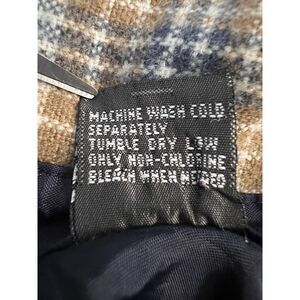 MACHINE WASH COLD
SEPARATELY
TUMBLE DRY LOW
ONLY NON-CHLORINE
BLEACH WHEN NEEDED